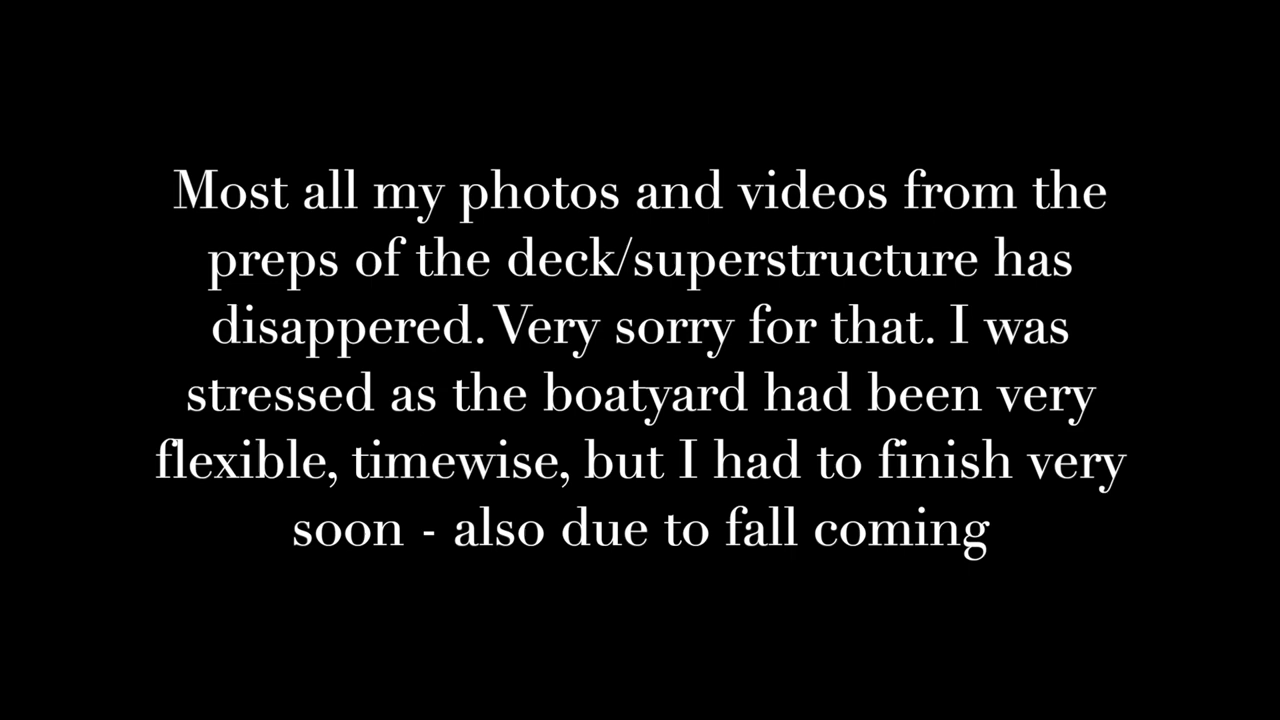 Most all my photos and videos from the
preps of the deck/superstructure has
disappered. Very sorry for that. I was
stressed as the boatyard had been very
flexible, timewise, but I had to finish very
soon - also due to fall coming